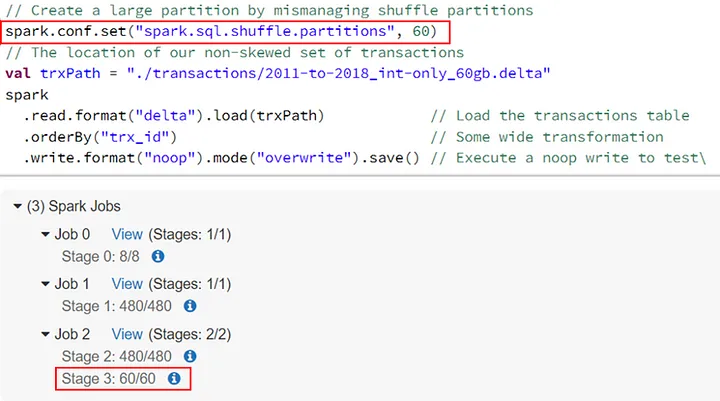 // Create a large partition by mismanaging shuffle partitions
spark.conf.set("spark.sql.shuffle.partitions", 60)
// The location of our non-skewed set of transactions
val trxPath = "./transactions/2011-to-2018_int-only_60gb.delta"
spark
.read.format("delta").load(trxPath) // Load the transactions table
.orderBy("trx_id") // Some wide transformation
.write.format("noop").mode("overwrite").save() // Execute a noop write to test\
(3) Spark Jobs
Job 0 View (Stages: 1/1)
Stage 0: 8/8
Job 1 View (Stages: 1/1)
Stage 1: 480/480
Job 2 View (Stages: 2/2)
Stage 2: 480/480
Stage 3: 60/60